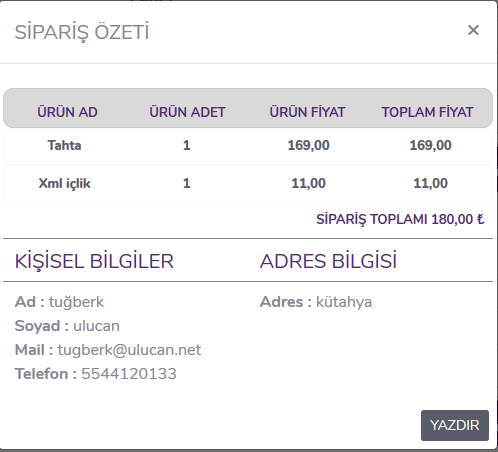 SİPARİŞ ÖZETİ ×
ÜRÜN AD ÜRÜN ADET ÜRÜN FİYAT TOPLAM FİYAT
Tahta 1 169,00 169,00
Xml içlik 1 11,00 11,00
SİPARİŞ TOPLAMI 180,00 ₺
KİŞİSEL BİLGİLER
Ad : tuğberk
Soyad : ulucan
Mail : tugberk@ulucan.net
Telefon : 5544120133
ADRES BİLGİSİ
Adres : kütahya
YAZDIR